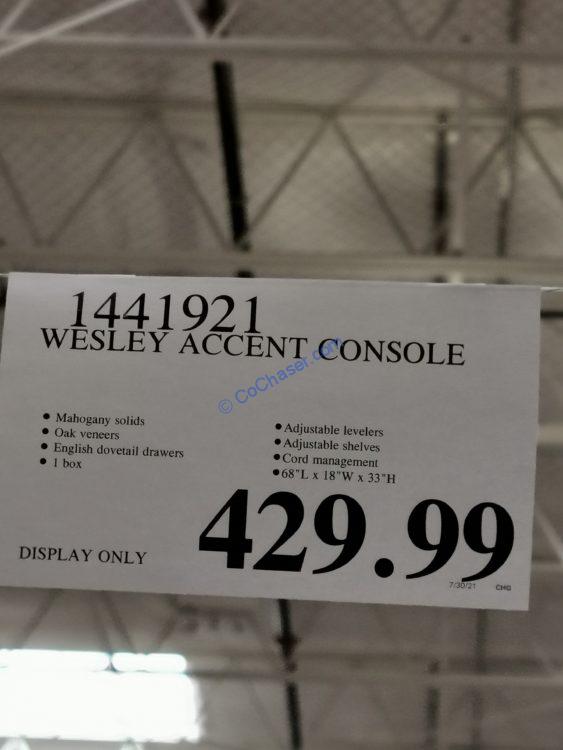 1441921
WESLEY ACCENT CONSOLE
© CoChaser.com
● Mahogany solids
● Oak veneers
● English dovetail drawers
● 1 box
● Adjustable levelers
● Adjustable shelves
● Cord management
● 68"L x 18"W x 33"H
429.99
DISPLAY ONLY
7/30/21 CHG